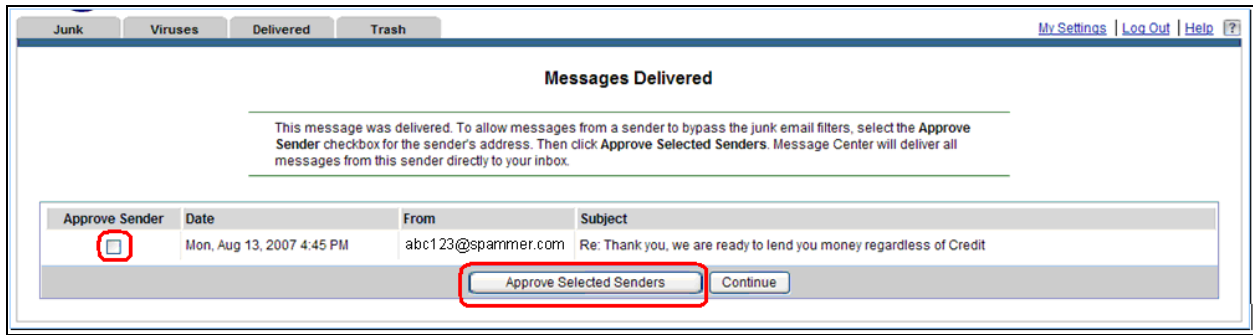 Junk Viruses Delivered Trash My Settings | Log Out | Help ?
Messages Delivered
This message was delivered. To allow messages from a sender to bypass the junk email filters, select the Approve
Sender checkbox for the sender's address. Then click Approve Selected Senders. Message Center will deliver all
messages from this sender directly to your inbox.
Approve Sender Date From Subject
Mon, Aug 13, 2007 4:45 PM abc123@spammer.com Re: Thank you, we are ready to lend you money regardless of Credit
Approve Selected Senders Continue